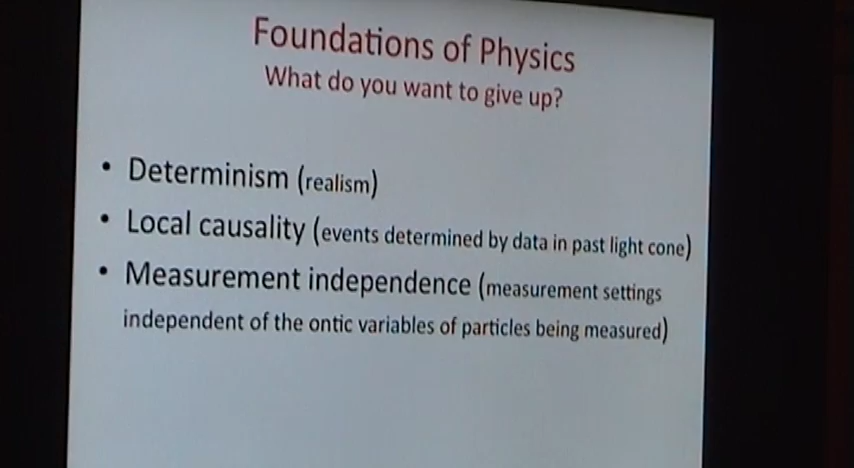 Foundations of Physics
What do you want to give up?
• Determinism (realism)
• Local causality (events determined by data in past light cone)
• Measurement independence (measurement settings
independent of the ontic variables of particles being measured)